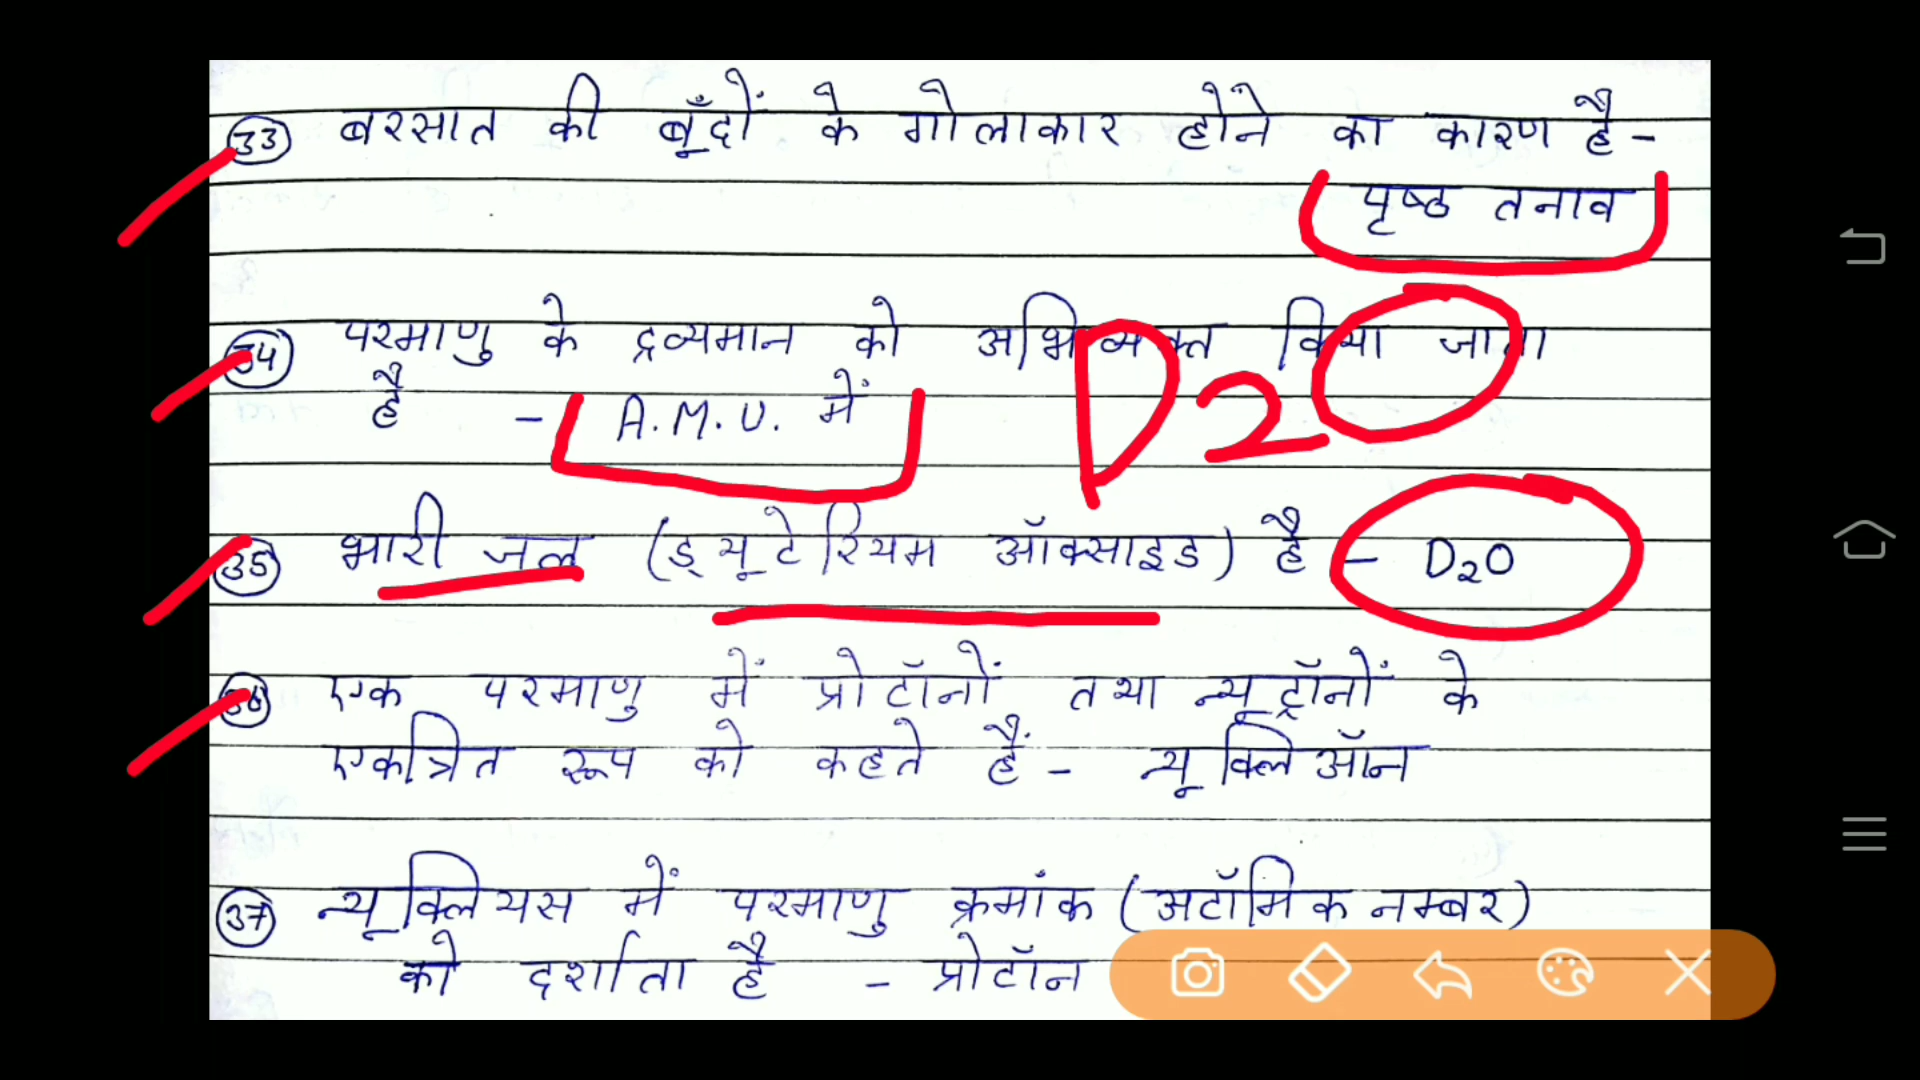 33 बरसात की बूँदों के गोलाकार होने का कारण है -
पृष्ठ तनाव
34 परमाणु के द्रव्यमान को अभिव्यक्त किया जाता
है - A.M.U. में
D2O
35 भारी जल (ड्यूटेरियम ऑक्साइड) है - D₂O
36 एक परमाणु में प्रोटॉनों तथा न्यूट्रॉनों के
एकत्रित रूप को कहते हैं - न्यूक्लिऑन
37 न्यूक्लियस में परमाणु क्रमांक (अटॉमिक नम्बर)
को दर्शाता है - प्रोटॉन